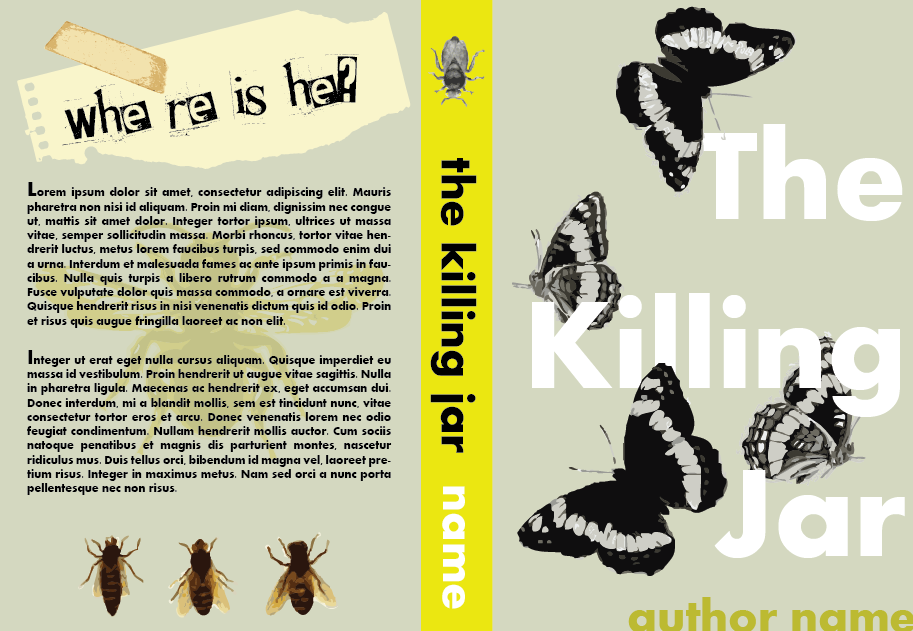 whe re is he?
Lorem ipsum dolor sit amet, consectetur adipiscing elit. Mauris
pharetra non nisi id aliquam. Proin mi diam, dignissim nec congue
ut, mattis sit amet dolor. Integer tortor ipsum, ultrices ut massa
vitae, semper sollicitudin massa. Morbi rhoncus, tortor vitae hen-
drerit luctus, metus lorem faucibus turpis, sed commodo enim dui
a urna. Interdum et malesuada fames ac ante ipsum primis in fau-
cibus. Nulla quis turpis a libero rutrum commodo a a magna.
Fusce vulputate dolor quis massa commodo, a ornare est viverra.
Quisque hendrerit risus in nisi venenatis dictum quis id odio. Proin
et risus quis augue fringilla laoreet ac non elit.
Integer ut erat eget nulla cursus aliquam. Quisque imperdiet eu
massa id vestibulum. Proin hendrerit ut augue vitae sagittis. Nulla
in pharetra ligula. Maecenas ac hendrerit ex, eget accumsan dui.
Donec interdum, mi a blandit mollis, sem est tincidunt nunc, vitae
consectetur tortor eros et arcu. Donec venenatis lorem nec odio
feugiat condimentum. Nullam hendrerit mollis auctor. Cum sociis
natoque penatibus et magnis dis parturient montes, nascetur
ridiculus mus. Duis tellus orci, bibendum id magna vel, laoreet pre-
tium risus. Integer in maximus metus. Nam sed orci a nunc porta
pellentesque nec non risus.
the killing jar name
The
Killing
Jar
author name